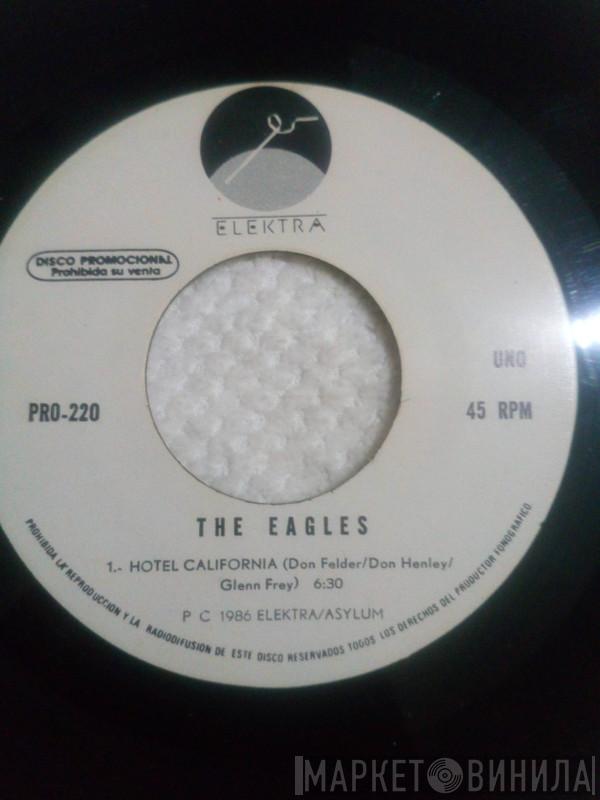 ELEKTRA
DISCO PROMOCIONAL
Prohibida su venta
UNO
PRO-220
45 RPM
THE EAGLES
1.- HOTEL CALIFORNIA (Don Felder/Don Henley/
Glenn Frey) 6:30
P C 1986 ELEKTRA/ASYLUM
PROHIBIDA LA REPRODUCCION Y LA RADIODIFUSION DE ESTE DISCO RESERVADOS TODOS LOS DERECHOS DEL PRODUCTOR FONOGRAFICO
МАРКЕТ ВИНИЛА